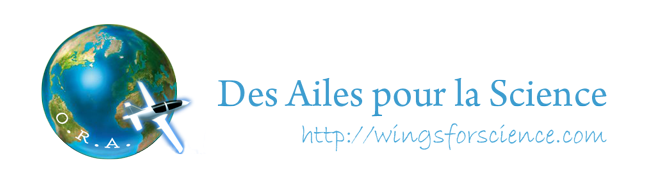 O.R.A.
Des Ailes pour la Science
http://wingsforscience.com